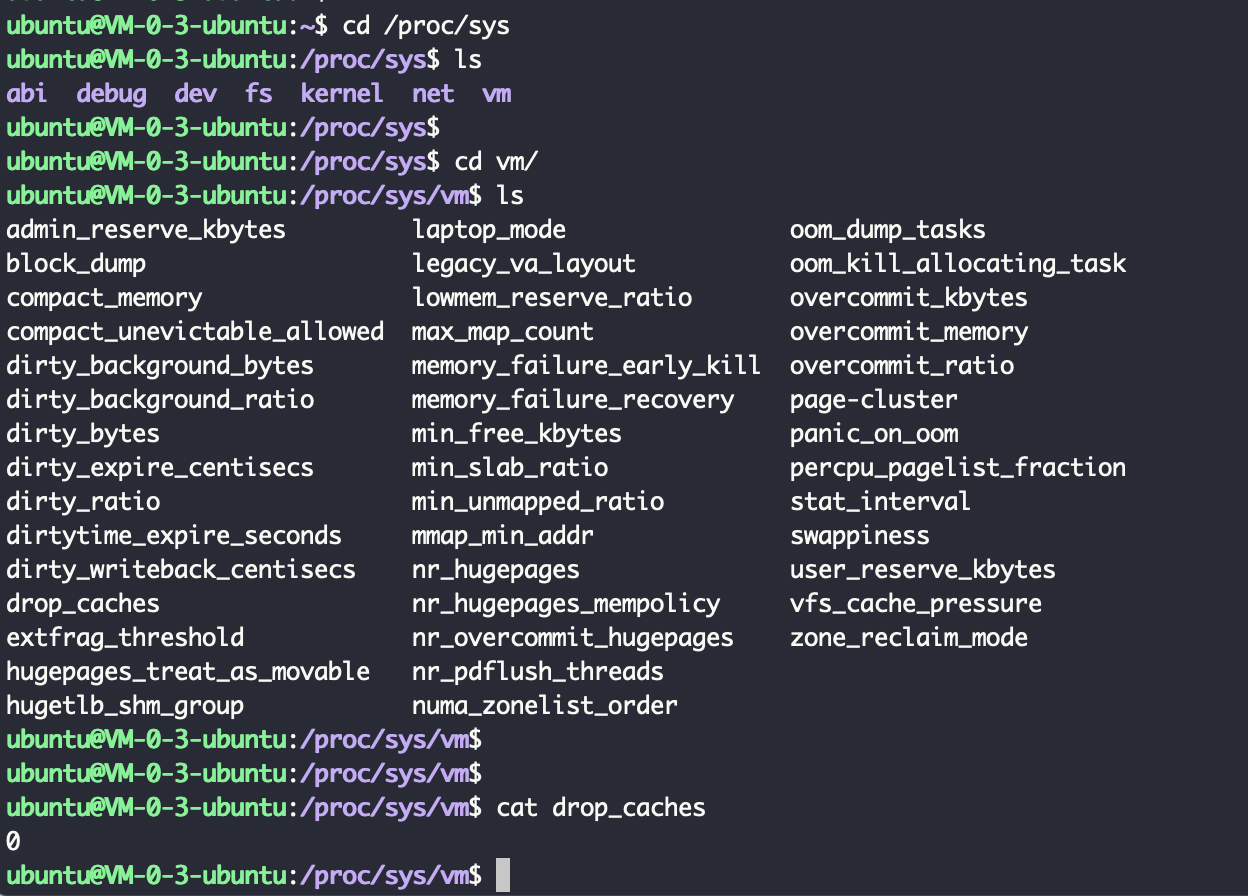 ubuntu@VM-0-3-ubuntu:~$ cd /proc/sys
ubuntu@VM-0-3-ubuntu:/proc/sys$ ls
abi  debug  dev  fs  kernel  net  vm
ubuntu@VM-0-3-ubuntu:/proc/sys$
ubuntu@VM-0-3-ubuntu:/proc/sys$ cd vm/
ubuntu@VM-0-3-ubuntu:/proc/sys/vm$ ls
admin_reserve_kbytes         laptop_mode                oom_dump_tasks
block_dump                   legacy_va_layout           oom_kill_allocating_task
compact_memory               lowmem_reserve_ratio       overcommit_kbytes
compact_unevictable_allowed  max_map_count              overcommit_memory
dirty_background_bytes       memory_failure_early_kill  overcommit_ratio
dirty_background_ratio       memory_failure_recovery    page-cluster
dirty_bytes                  min_free_kbytes            panic_on_oom
dirty_expire_centisecs       min_slab_ratio             percpu_pagelist_fraction
dirty_ratio                  min_unmapped_ratio         stat_interval
dirtytime_expire_seconds     mmap_min_addr              swappiness
dirty_writeback_centisecs    nr_hugepages               user_reserve_kbytes
drop_caches                  nr_hugepages_mempolicy     vfs_cache_pressure
extfrag_threshold            nr_overcommit_hugepages    zone_reclaim_mode
hugepages_treat_as_movable   nr_pdflush_threads
hugetlb_shm_group            numa_zonelist_order
ubuntu@VM-0-3-ubuntu:/proc/sys/vm$
ubuntu@VM-0-3-ubuntu:/proc/sys/vm$
ubuntu@VM-0-3-ubuntu:/proc/sys/vm$ cat drop_caches
0
ubuntu@VM-0-3-ubuntu:/proc/sys/vm$